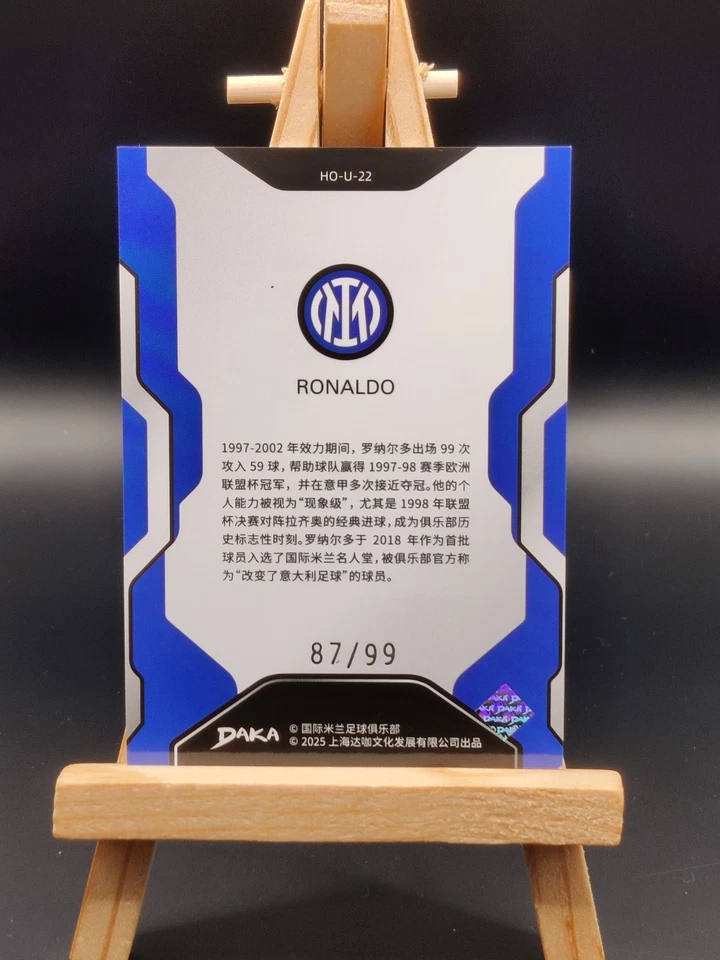 HO-U-22
IM
RONALDO
1997-2002 年效力期间，罗纳尔多出场 99 次
攻入 59 球，帮助球队赢得 1997-98 赛季欧洲
联盟杯冠军，并在意甲多次接近夺冠。他的个
人能力被视为“现象级”，尤其是 1998 年联盟
杯决赛对阵拉齐奥的经典进球，成为俱乐部历
史标志性时刻。罗纳尔多于 2018 年作为首批
球员入选了国际米兰名人堂，被俱乐部官方称
为“改变了意大利足球”的球员。
87/99
DAKA
© 国际米兰足球俱乐部
© 2025 上海达咖文化发展有限公司出品
DAKA DAKA